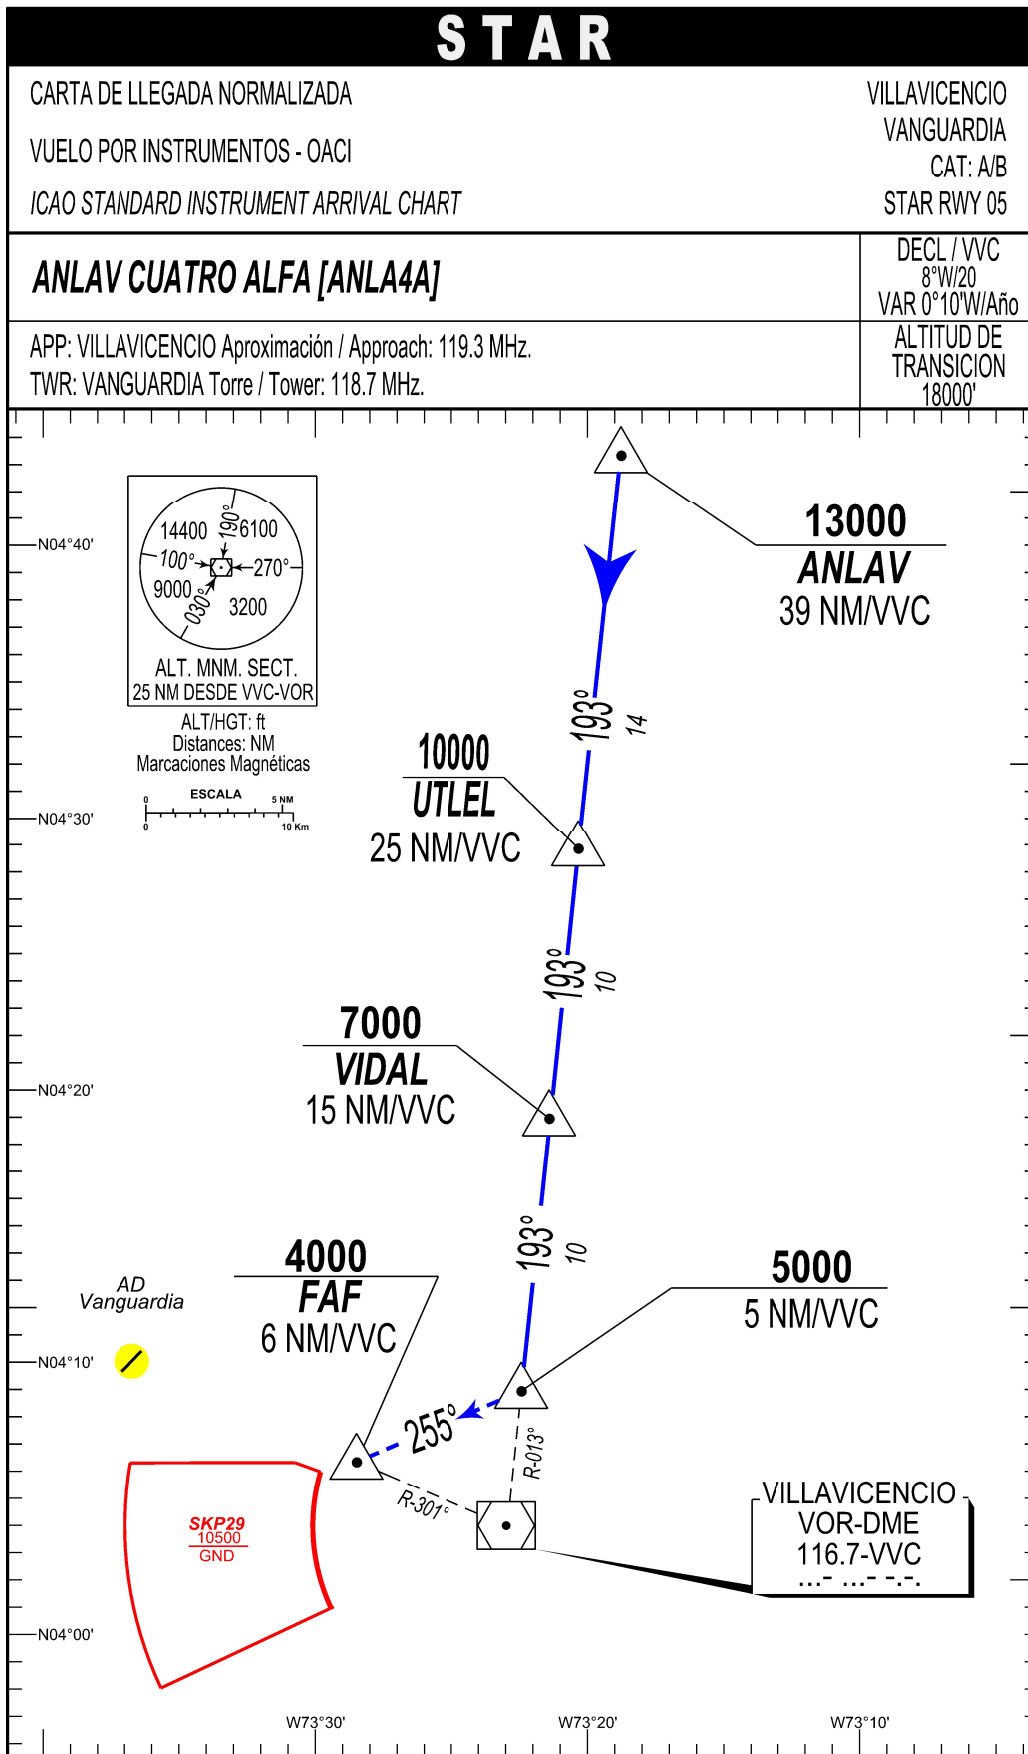 STAR
CARTA DE LLEGADA NORMALIZADA
VUELO POR INSTRUMENTOS - OACI
ICAO STANDARD INSTRUMENT ARRIVAL CHART
VILLAVICENCIO
VANGUARDIA
CAT: A/B
STAR RWY 05
ANLAV CUATRO ALFA [ANLA4A]
DECL / VVC
8°W/20
VAR 0°10'W/Año
APP: VILLAVICENCIO Aproximación / Approach: 119.3 MHz.
TWR: VANGUARDIA Torre / Tower: 118.7 MHz.
ALTITUD DE
TRANSICION
18000'
14400
190°
6100
100°
270°
9000
030°
3200
ALT. MNM. SECT.
25 NM DESDE VVC-VOR
ALT/HGT: ft
Distances: NM
Marcaciones Magnéticas
0 ESCALA 5 NM
0 10 Km
N04°40'
13000
ANLAV
39 NM/VVC
193°
14
10000
UTLEL
25 NM/VVC
N04°30'
193°
10
7000
VIDAL
15 NM/VVC
N04°20'
193°
10
4000
FAF
6 NM/VVC
5000
5 NM/VVC
AD
Vanguardia
N04°10'
255°
R-013°
R-301°
SKP29
10500
GND
VILLAVICENCIO
VOR-DME
116.7-VVC
...- ...- -.-.
N04°00'
W73°30'
W73°20'
W73°10'